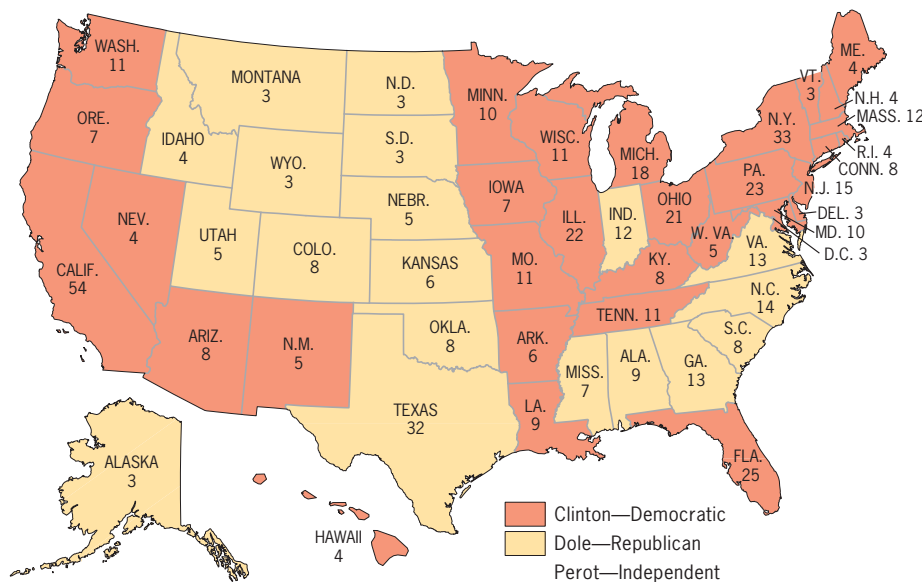 WASH.
11
ORE.
7
CALIF.
54
NEV.
4
IDAHO
4
MONTANA
3
WYO.
3
UTAH
5
COLO.
8
ARIZ.
8
N.M.
5
N.D.
3
S.D.
3
NEBR.
5
KANSAS
6
OKLA.
8
TEXAS
32
MINN.
10
IOWA
7
MO.
11
ARK.
6
LA.
9
WISC.
11
ILL.
22
MICH.
18
IND.
12
OHIO
21
KY.
8
TENN. 11
MISS.
7
ALA.
9
GA.
13
FLA.
25
S.C.
8
N.C.
14
VA.
13
W. VA.
5
PA.
23
N.Y.
33
VT.
3
ME.
4
N.H. 4
MASS. 12
R.I. 4
CONN. 8
N.J. 15
DEL. 3
MD. 10
D.C. 3
ALASKA
3
HAWAII
4
Clinton—Democratic
Dole—Republican
Perot—Independent